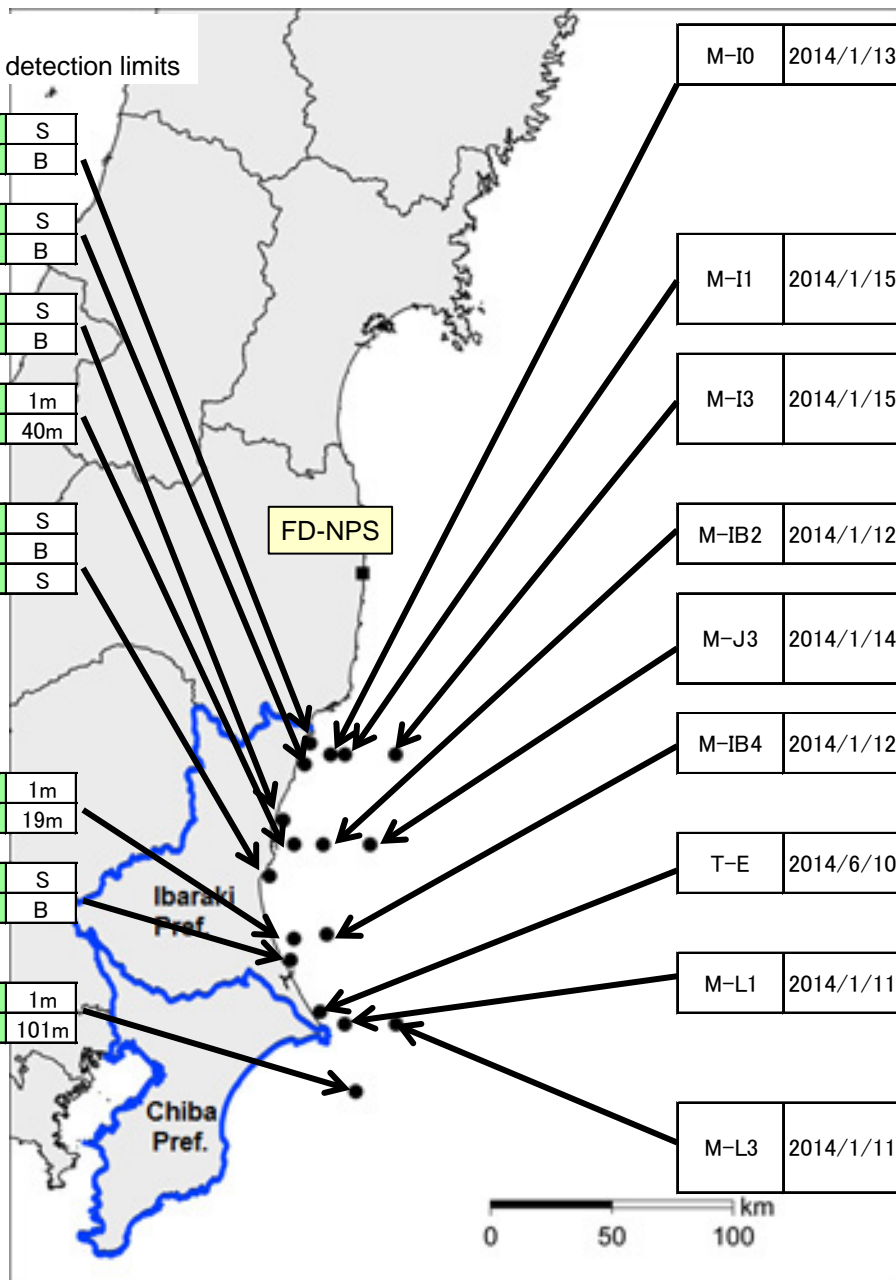 detection limits
S
B
S
B
S
B
1m
40m
S
B
S
1m
19m
S
B
1m
101m
FD-NPS
Ibaraki
Pref.
Chiba
Pref.
M-I0 2014/1/13
M-I1 2014/1/15
M-I3 2014/1/15
M-IB2 2014/1/12
M-J3 2014/1/14
M-IB4 2014/1/12
T-E 2014/6/10
M-L1 2014/1/11
M-L3 2014/1/11
km
0 50 100